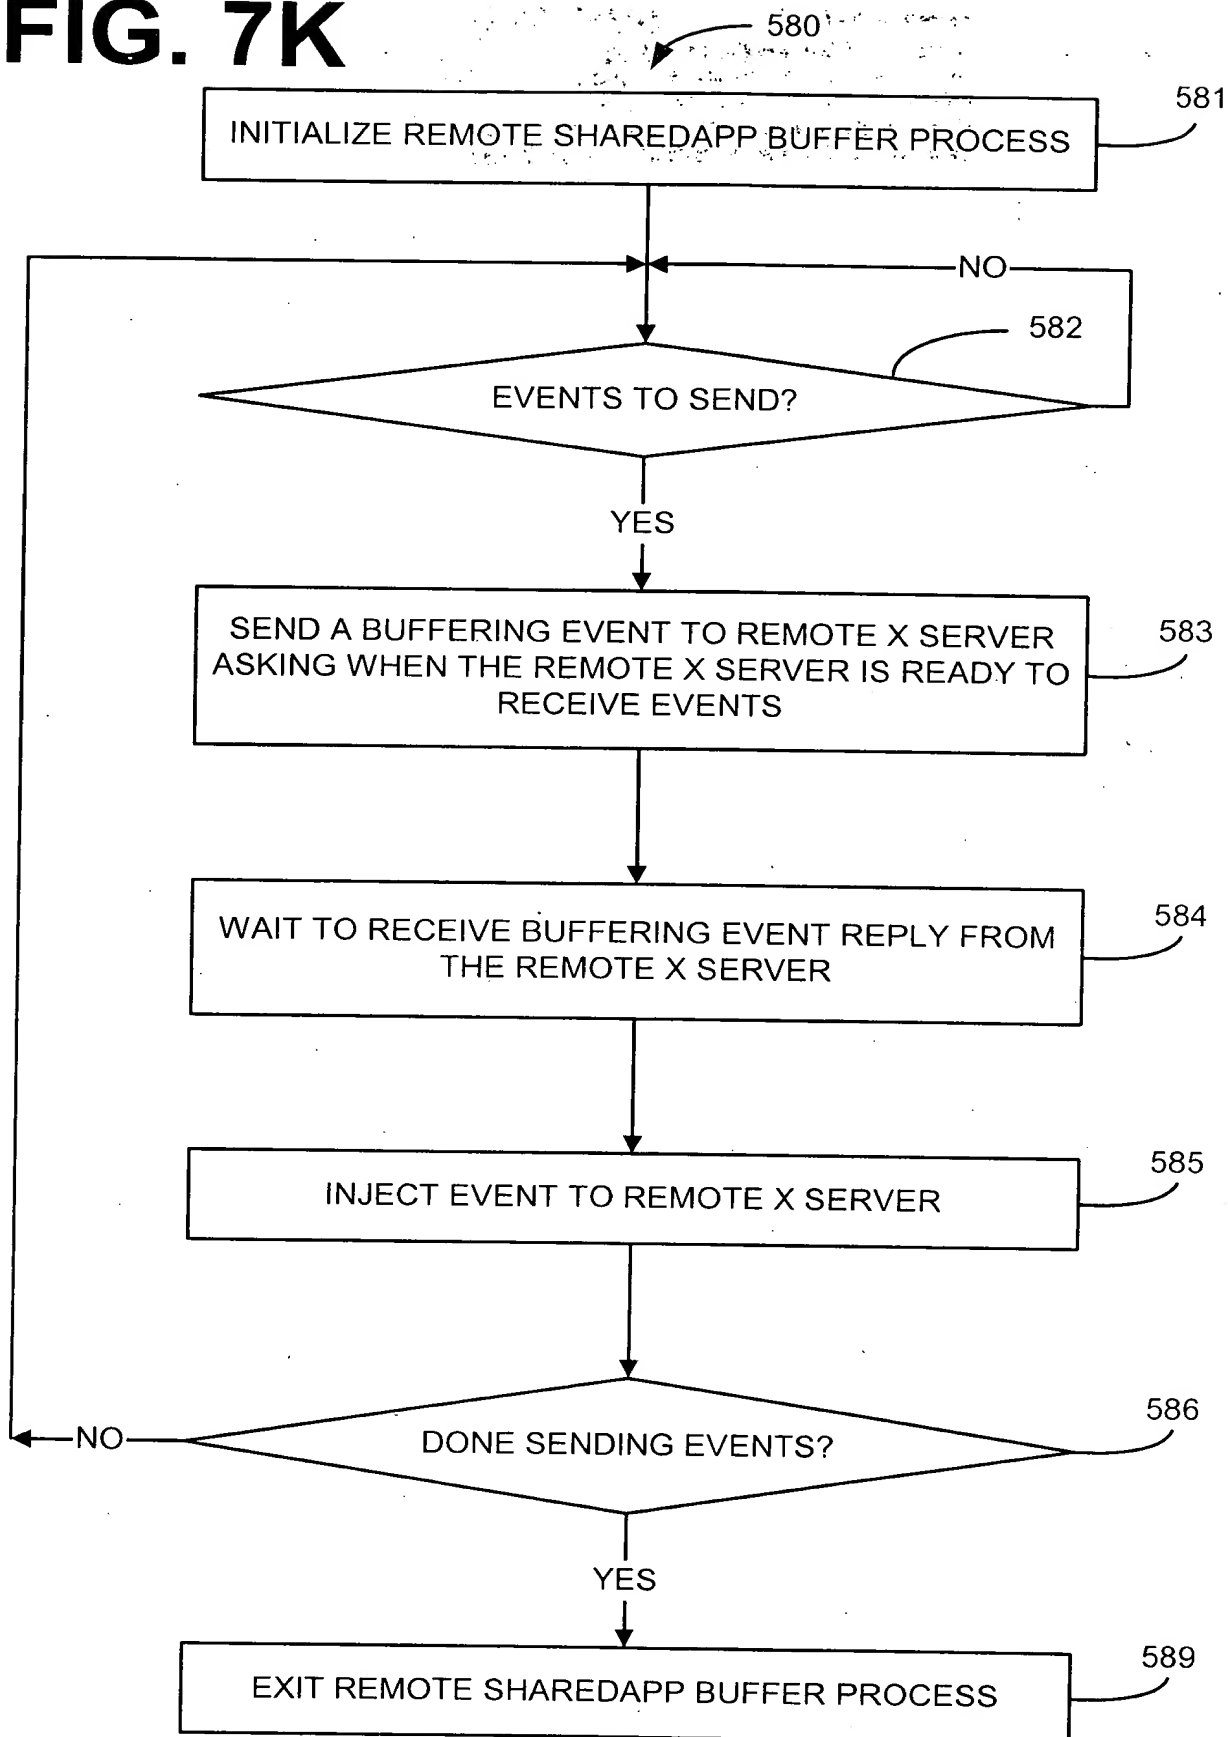 FIG. 7K
580
581
INITIALIZE REMOTE SHAREDAPP BUFFER PROCESS
NO
582
EVENTS TO SEND?
YES
583
SEND A BUFFERING EVENT TO REMOTE X SERVER
ASKING WHEN THE REMOTE X SERVER IS READY TO
RECEIVE EVENTS
584
WAIT TO RECEIVE BUFFERING EVENT REPLY FROM
THE REMOTE X SERVER
585
INJECT EVENT TO REMOTE X SERVER
586
NO
DONE SENDING EVENTS?
YES
589
EXIT REMOTE SHAREDAPP BUFFER PROCESS